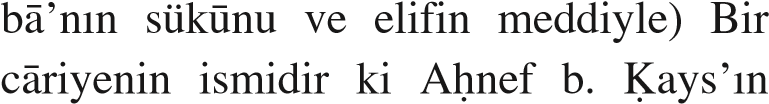 bā’nın sükūnu ve elifin meddiyle) Bir
cāriyenin ismidir ki Aḥnef b. Ḳays’ın